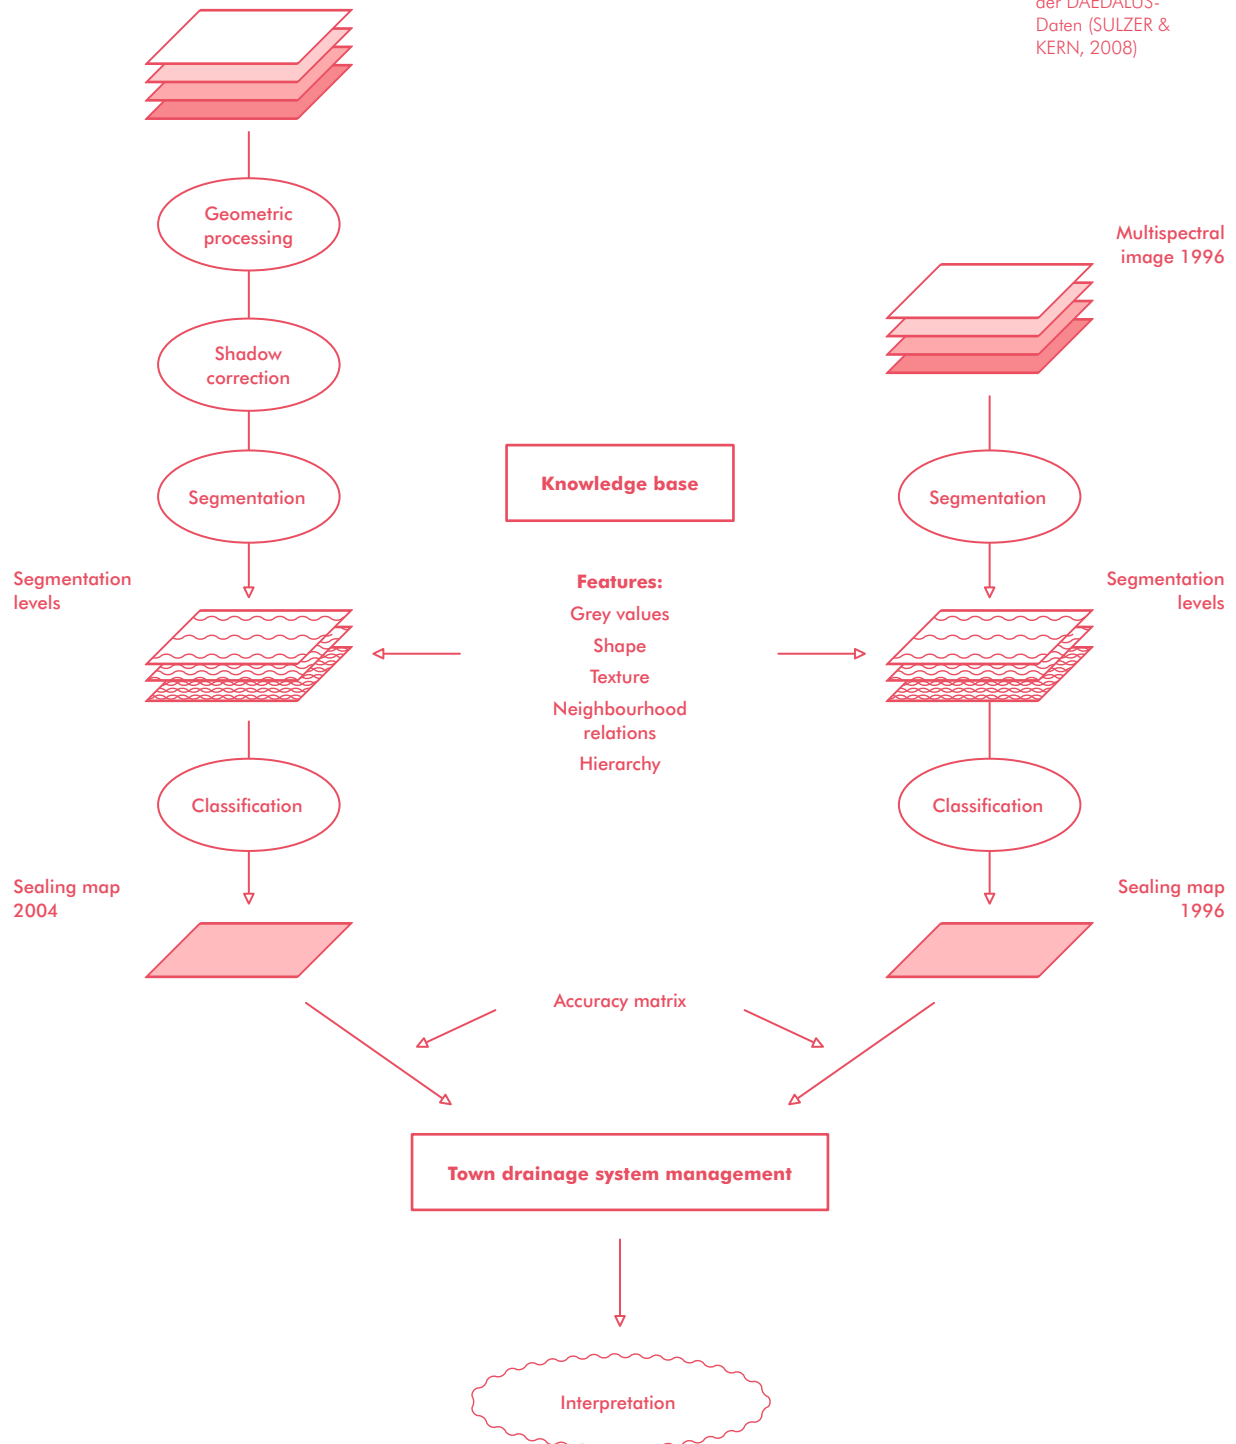 der DAEDALUS-
Daten (SULZER &
KERN, 2008)
Geometric
processing
Multispectral
image 1996
Shadow
correction
Segmentation
Knowledge base
Segmentation
Segmentation
levels
Features:
Grey values
Shape
Texture
Neighbourhood
relations
Hierarchy
Segmentation
levels
Classification
Classification
Sealing map
2004
Sealing map
1996
Accuracy matrix
Town drainage system management
Interpretation